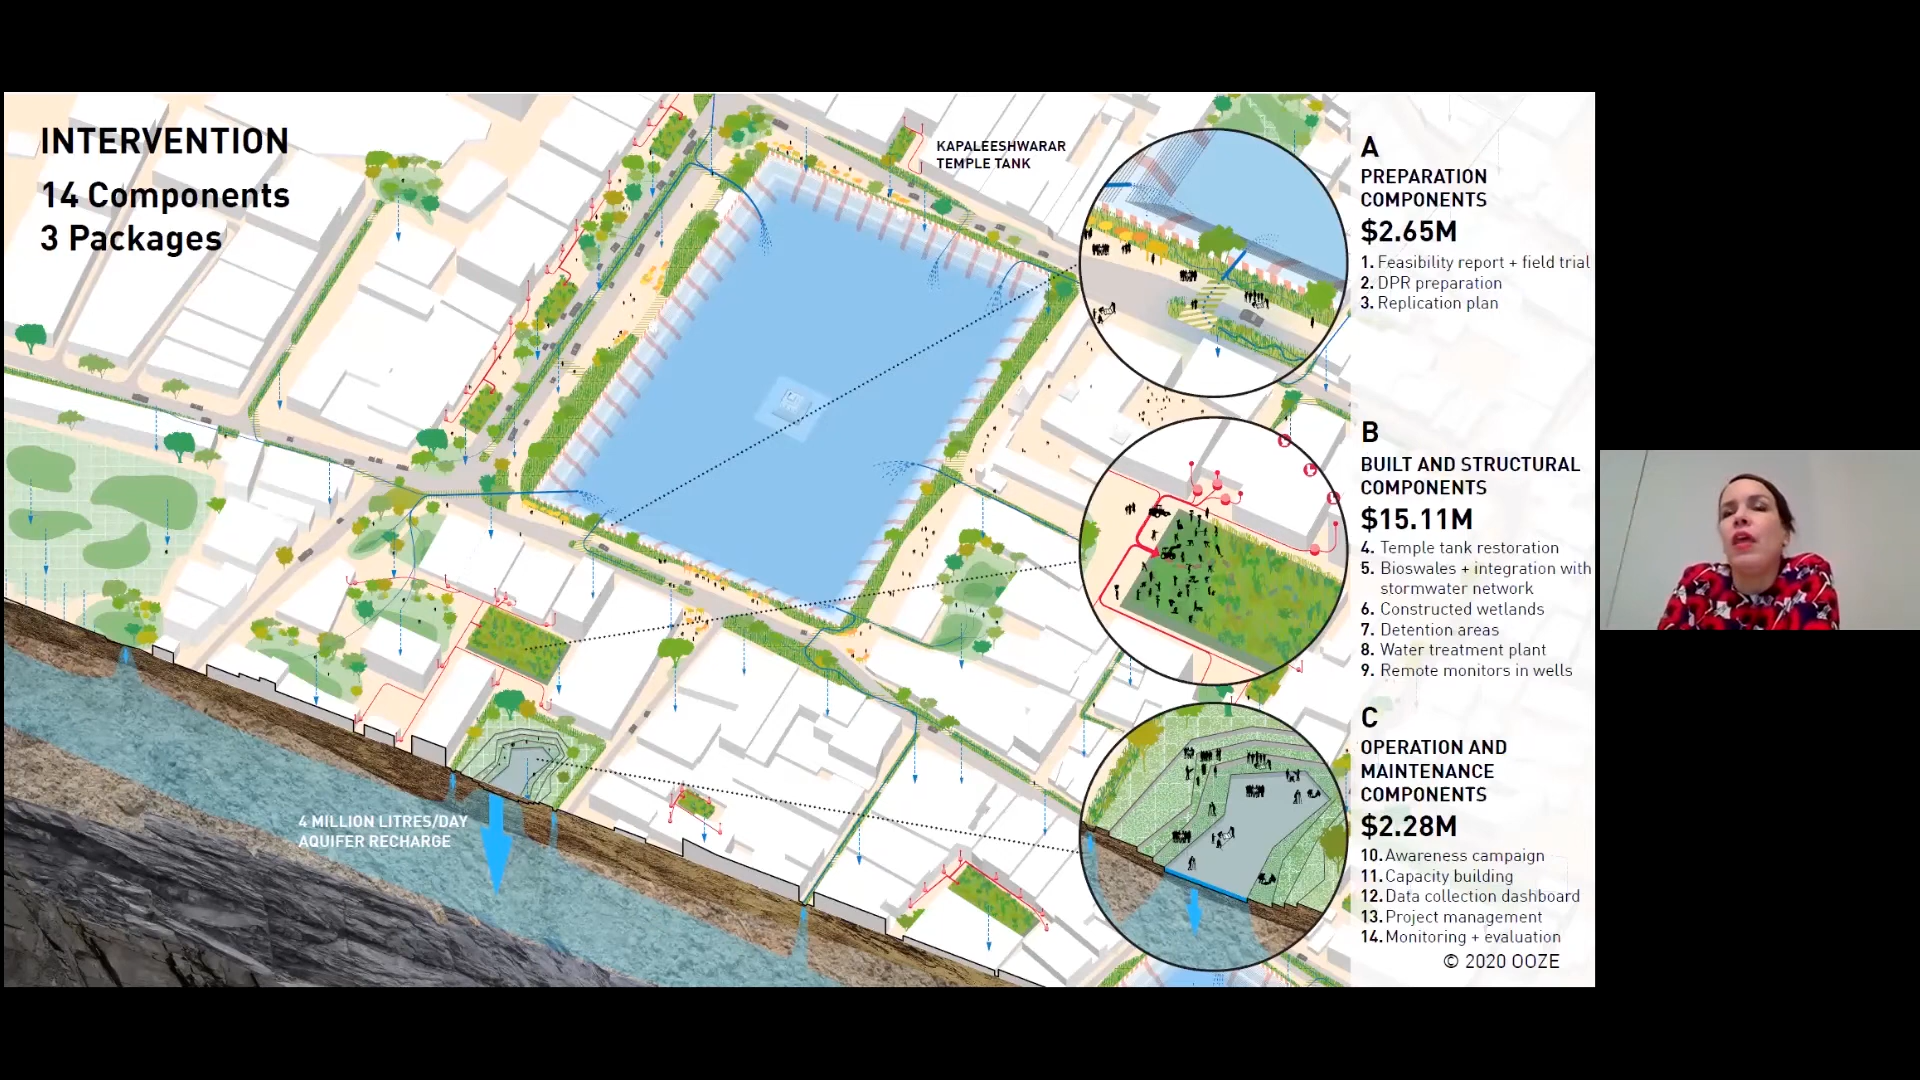 INTERVENTION
14 Components
3 Packages
KAPALEESHWARAR
TEMPLE TANK
4 MILLION LITRES/DAY
AQUIFER RECHARGE
A
PREPARATION
COMPONENTS
$2.65M
1. Feasibility report + field trial
2. DPR preparation
3. Replication plan
B
BUILT AND STRUCTURAL
COMPONENTS
$15.11M
4. Temple tank restoration
5. Bioswales + integration with
stormwater network
6. Constructed wetlands
7. Detention areas
8. Water treatment plant
9. Remote monitors in wells
C
OPERATION AND
MAINTENANCE
COMPONENTS
$2.28M
10. Awareness campaign
11. Capacity building
12. Data collection dashboard
13. Project management
14. Monitoring + evaluation
© 2020 OOZE